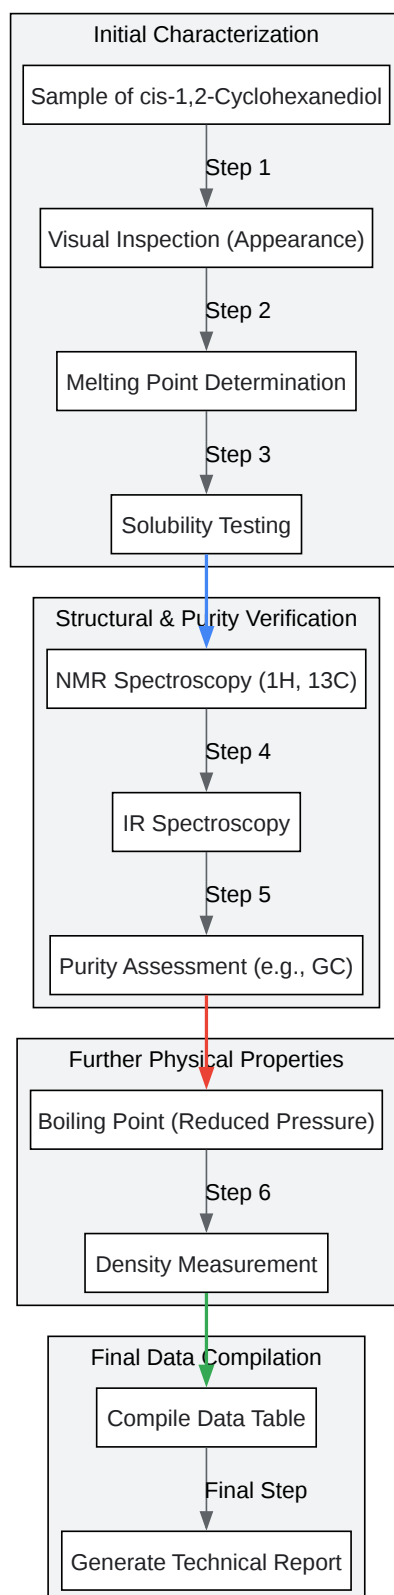 Initial Characterization
Sample of cis-1,2-Cyclohexanediol
Step 1
Visual Inspection (Appearance)
Step 2
Melting Point Determination
Step 3
Solubility Testing
Structural & Purity Verification
NMR Spectroscopy (1H, 13C)
Step 4
IR Spectroscopy
Step 5
Purity Assessment (e.g., GC)
Further Physical Properties
Boiling Point (Reduced Pressure)
Step 6
Density Measurement
Final Data Compilation
Compile Data Table
Final Step
Generate Technical Report